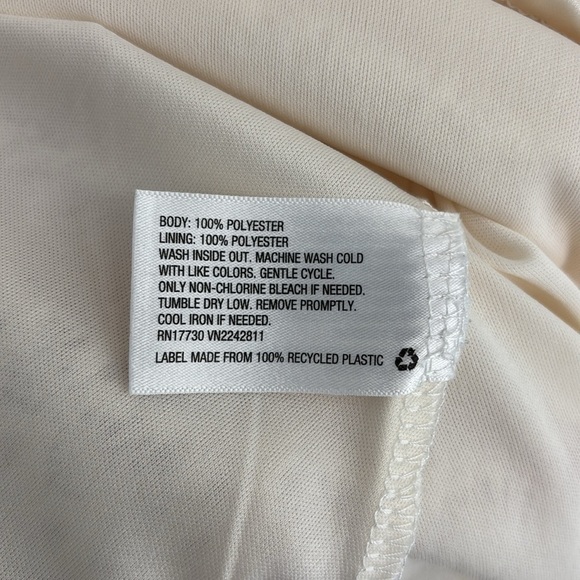 BODY: 100% POLYESTER
LINING: 100% POLYESTER
WASH INSIDE OUT. MACHINE WASH COLD
WITH LIKE COLORS. GENTLE CYCLE.
ONLY NON-CHLORINE BLEACH IF NEEDED.
TUMBLE DRY LOW. REMOVE PROMPTLY.
COOL IRON IF NEEDED.
RN17730 VN2242811
LABEL MADE FROM 100% RECYCLED PLASTIC